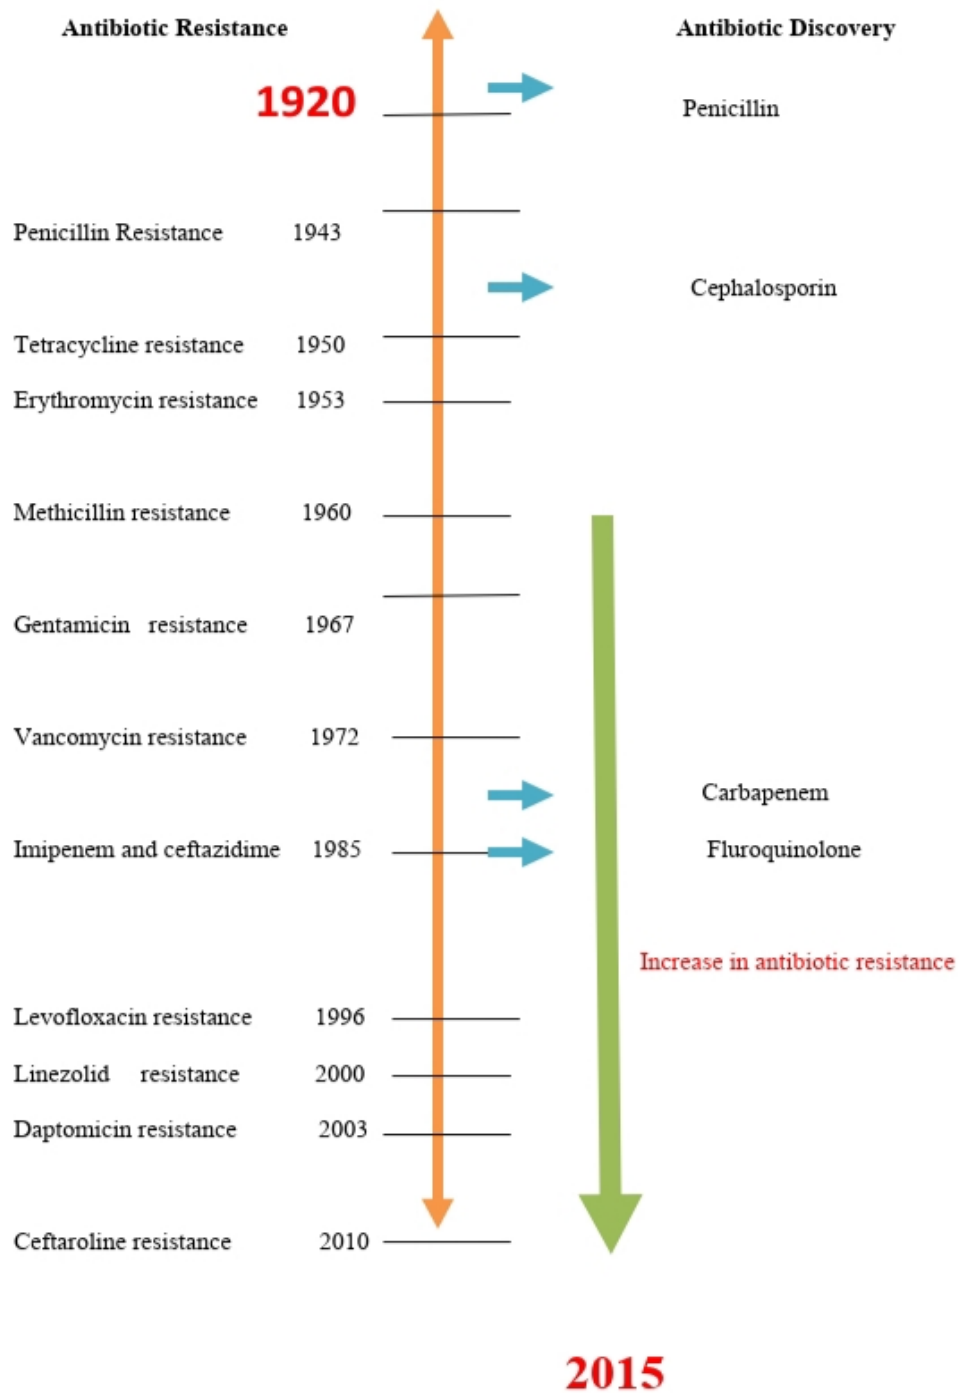 Antibiotic Resistance Antibiotic Discovery
1920 Penicillin
Penicillin Resistance 1943
Cephalosporin
Tetracycline resistance 1950
Erythromycin resistance 1953
Methicillin resistance 1960
Gentamicin resistance 1967
Vancomycin resistance 1972
Carbapenem
Imipenem and ceftazidime 1985 Fluroquinolone
Increase in antibiotic resistance
Levofloxacin resistance 1996
Linezolid resistance 2000
Daptomicin resistance 2003
Ceftaroline resistance 2010
2015